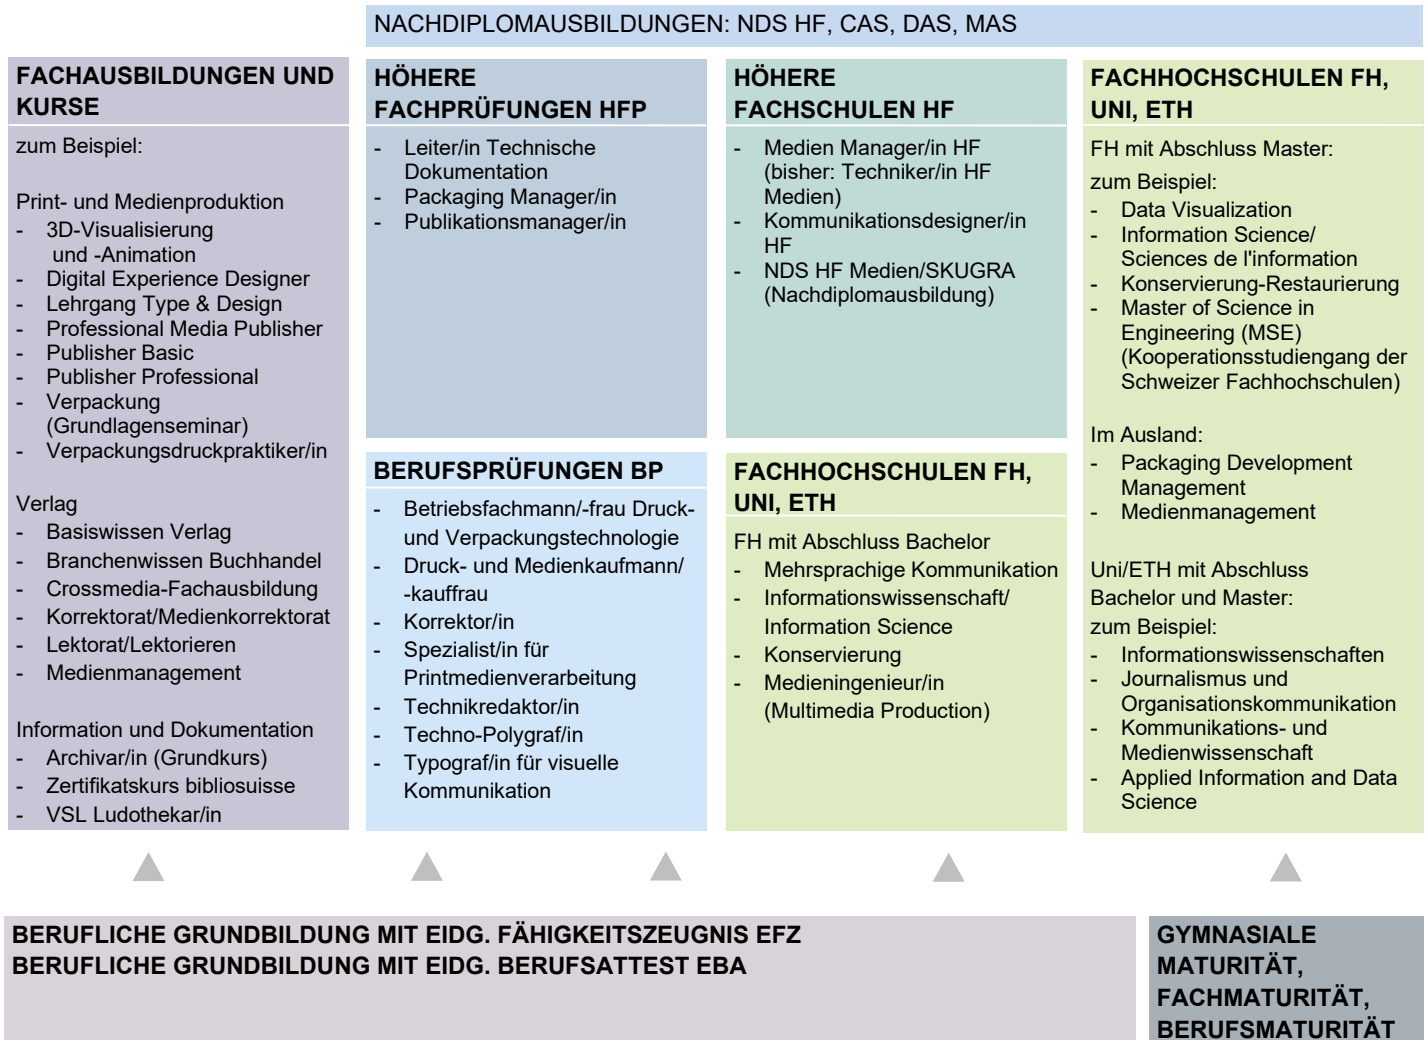 NACHDIPLOMAUSBILDUNGEN: NDS HF, CAS, DAS, MAS
FACHAUSBILDUNGEN UND
KURSE
zum Beispiel:
Print- und Medienproduktion
- 3D-Visualisierung
und -Animation
- Digital Experience Designer
- Lehrgang Type & Design
- Professional Media Publisher
- Publisher Basic
- Publisher Professional
- Verpackung
(Grundlagenseminar)
- Verpackungsdruckpraktiker/in
Verlag
- Basiswissen Verlag
- Branchenwissen Buchhandel
- Crossmedia-Fachausbildung
- Korrektorat/Medienkorrektorat
- Lektorat/Lektorieren
- Medienmanagement
Information und Dokumentation
- Archivar/in (Grundkurs)
- Zertifikatskurs bibliosuisse
- VSL Ludothekar/in
HÖHERE
FACHPRÜFUNGEN HFP
- Leiter/in Technische
Dokumentation
- Packaging Manager/in
- Publikationsmanager/in
BERUFSPRÜFUNGEN BP
- Betriebsfachmann/-frau Druck-
und Verpackungstechnologie
- Druck- und Medienkaufmann/
-kauffrau
- Korrektor/in
- Spezialist/in für
Printmedienverarbeitung
- Technikredaktor/in
- Techno-Polygraf/in
- Typograf/in für visuelle
Kommunikation
HÖHERE
FACHSCHULEN HF
- Medien Manager/in HF
(bisher: Techniker/in HF
Medien)
- Kommunikationsdesigner/in
HF
- NDS HF Medien/SKUGRA
(Nachdiplomausbildung)
FACHHOCHSCHULEN FH,
UNI, ETH
FH mit Abschluss Bachelor
- Mehrsprachige Kommunikation
- Informationswissenschaft/
Information Science
- Konservierung
- Medieningenieur/in
(Multimedia Production)
FACHHOCHSCHULEN FH,
UNI, ETH
FH mit Abschluss Master:
zum Beispiel:
- Data Visualization
- Information Science/
Sciences de l'information
- Konservierung-Restaurierung
- Master of Science in
Engineering (MSE)
(Kooperationsstudiengang der
Schweizer Fachhochschulen)
Im Ausland:
- Packaging Development
Management
- Medienmanagement
Uni/ETH mit Abschluss
Bachelor und Master:
zum Beispiel:
- Informationswissenschaften
- Journalismus und
Organisationskommunikation
- Kommunikations- und
Medienwissenschaft
- Applied Information and Data
Science
BERUFLICHE GRUNDBILDUNG MIT EIDG. FÄHIGKEITSZEUGNIS EFZ
BERUFLICHE GRUNDBILDUNG MIT EIDG. BERUFSATTEST EBA
GYMNASIALE
MATURITÄT,
FACHMATURITÄT,
BERUFSMATURITÄT